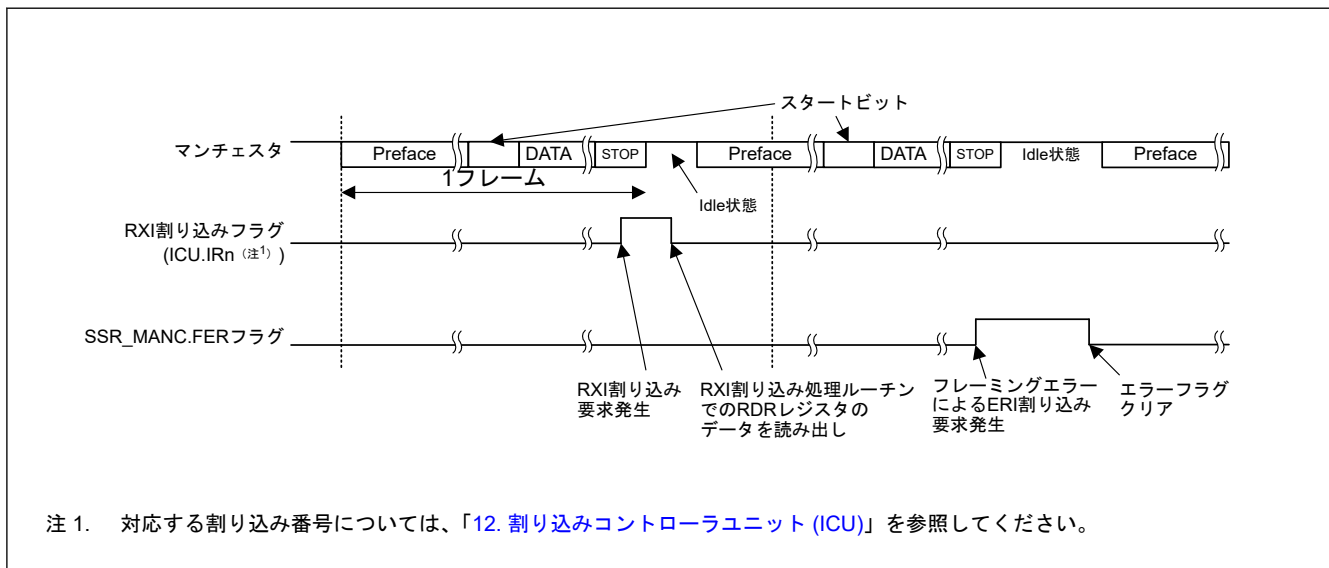 スタートビット
マンチェスタ
Preface
DATA
STOP
Preface
DATA
STOP
Idle状態
Preface
1フレーム
Idle状態
RXI割り込みフラグ
(ICU.IRn（注1）)
SSR_MANC.FERフラグ
RXI割り込み
要求発生
RXI割り込み処理ルーチン
でのRDRレジスタの
データを読み出し
フレーミングエラー
によるERI割り込み
要求発生
エラーフラグ
クリア
注 1. 対応する割り込み番号については、「12. 割り込みコントローラユニット (ICU)」を参照してください。